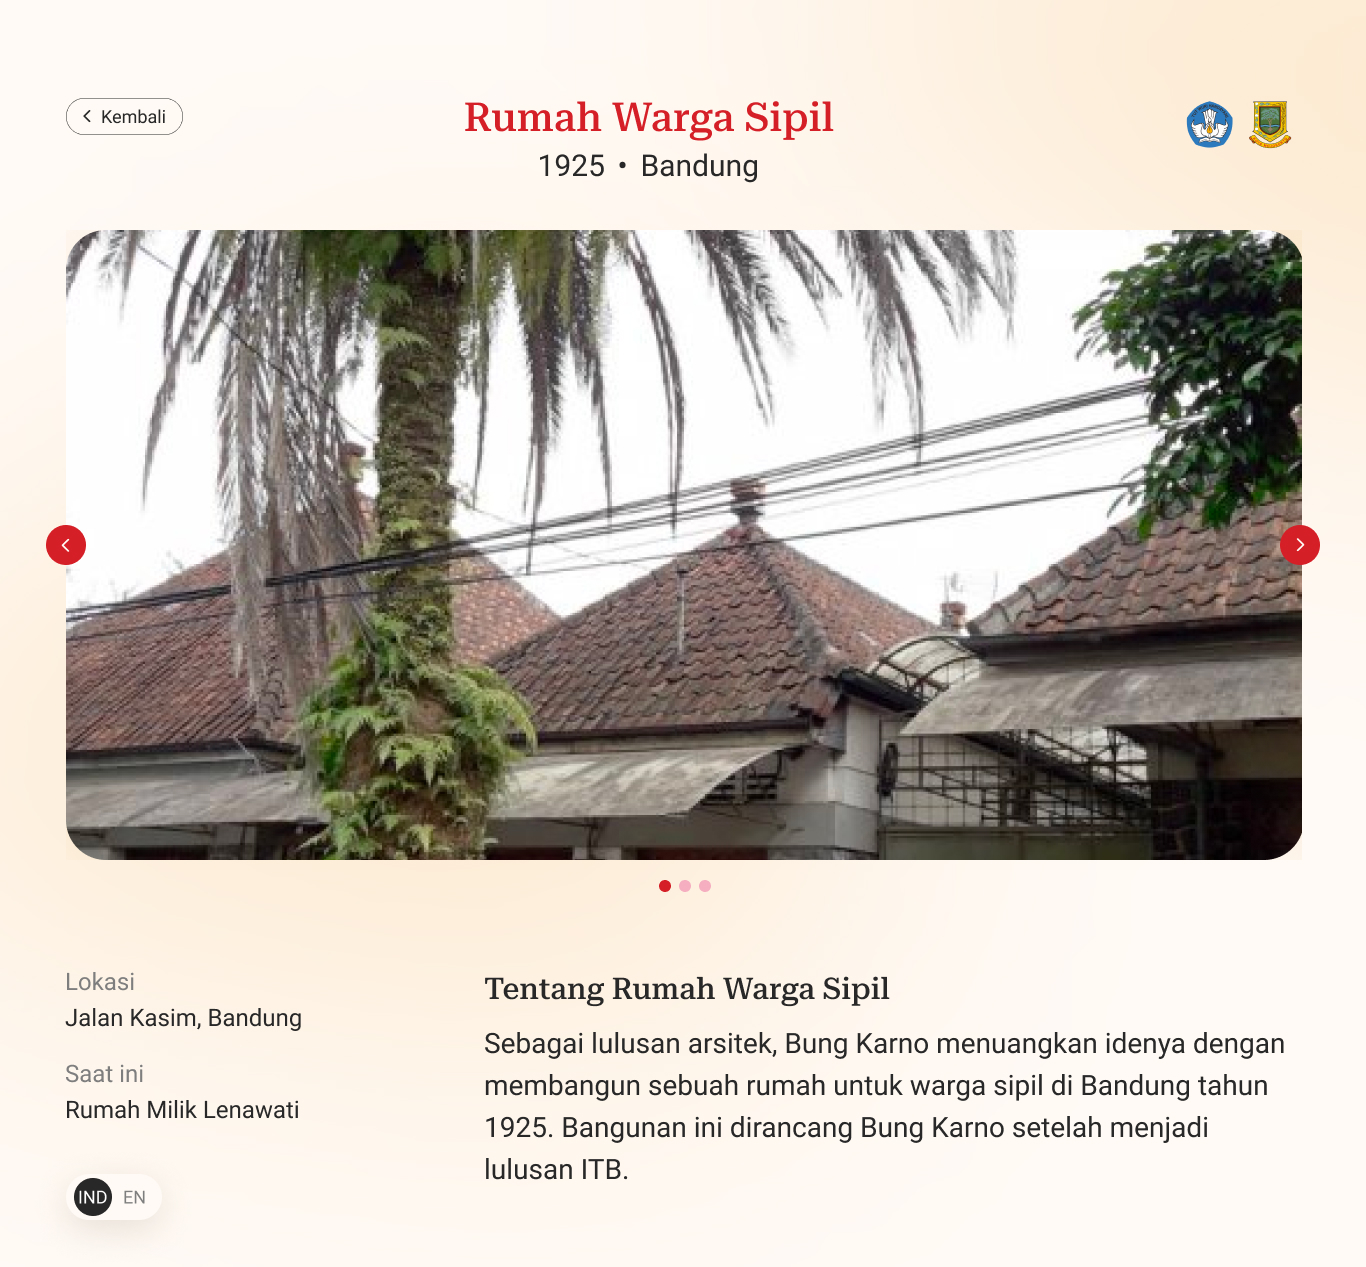 Kembali
Rumah Warga Sipil
1925 • Bandung
Lokasi
Jalan Kasim, Bandung
Saat ini
Rumah Milik Lenawati
Tentang Rumah Warga Sipil
Sebagai lulusan arsitek, Bung Karno menuangkan idenya dengan
membangun sebuah rumah untuk warga sipil di Bandung tahun
1925. Bangunan ini dirancang Bung Karno setelah menjadi
lulusan ITB.
IND EN